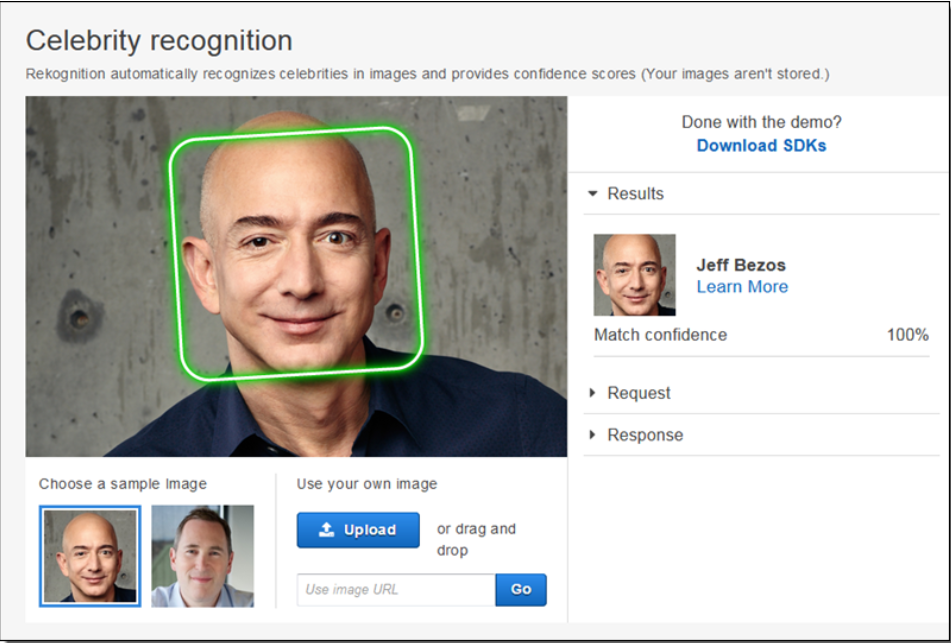 Celebrity recognition
Rekognition automatically recognizes celebrities in images and provides confidence scores (Your images aren't stored.)
Done with the demo?
Download SDKs
Results
Jeff Bezos
Learn More
Match confidence 100%
Request
Response
Choose a sample Image
Use your own image
Upload or drag and drop
Use image URL Go